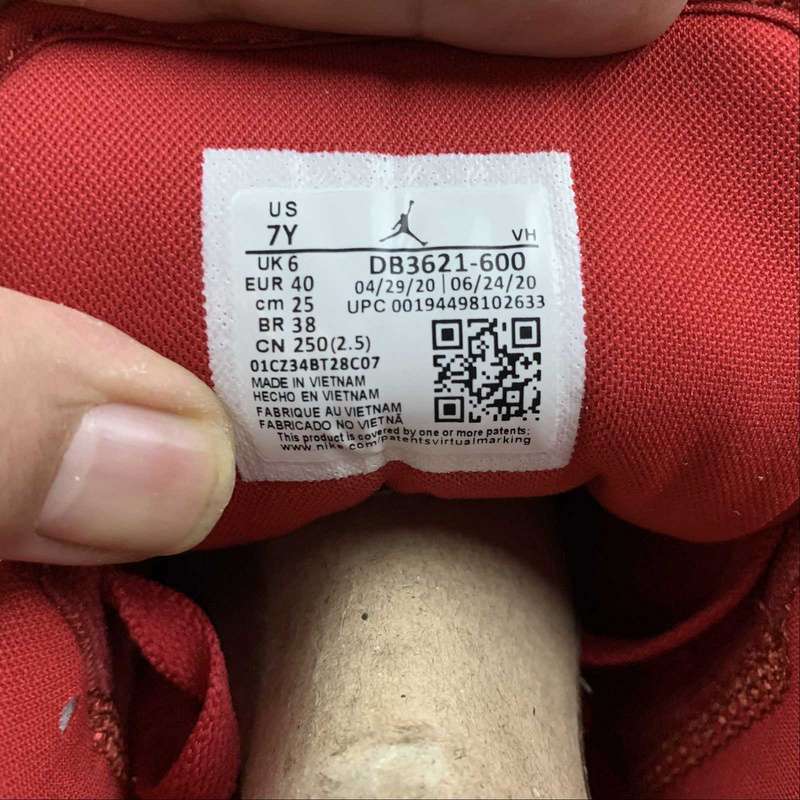 US
7Y
VH
UK 6
DB3621-600
EUR 40
04/29/20 | 06/24/20
cm 25
UPC 00194498102633
BR 38
CN 250(2.5)
01CZ34BT28C07
MADE IN VIETNAM
HECHO EN VIETNAM
FABRIQUE AU VIETNAM
FABRICADO NO VIETNÃ
This product is covered by one or more patents;
www.nike.com/Patentsvirtualmarking